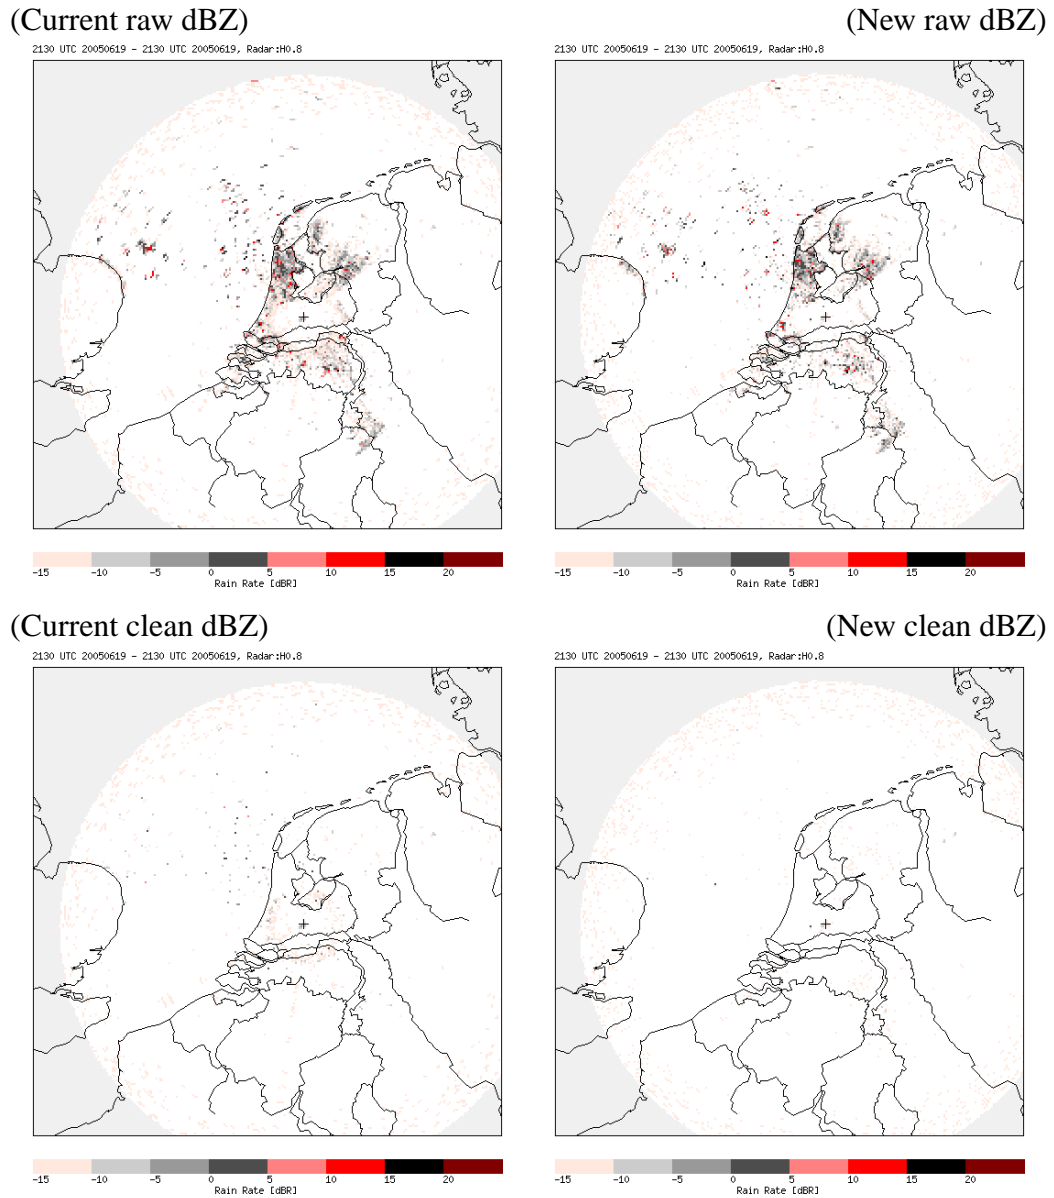 (Current raw dBZ) (New raw dBZ)
2130 UTC 20050619 - 2130 UTC 20050619, Radar:H0.8 2130 UTC 20050619 - 2130 UTC 20050619, Radar:H0.8
-15 -10 -5 0 5 10 15 20 -15 -10 -5 0 5 10 15 20
Rain Rate [dBR] Rain Rate [dBR]
(Current clean dBZ) (New clean dBZ)
2130 UTC 20050619 - 2130 UTC 20050619, Radar:H0.8 2130 UTC 20050619 - 2130 UTC 20050619, Radar:H0.8
-15 -10 -5 0 5 10 15 20 -15 -10 -5 0 5 10 15 20
Rain Rate [dBR] Rain Rate [dBR]